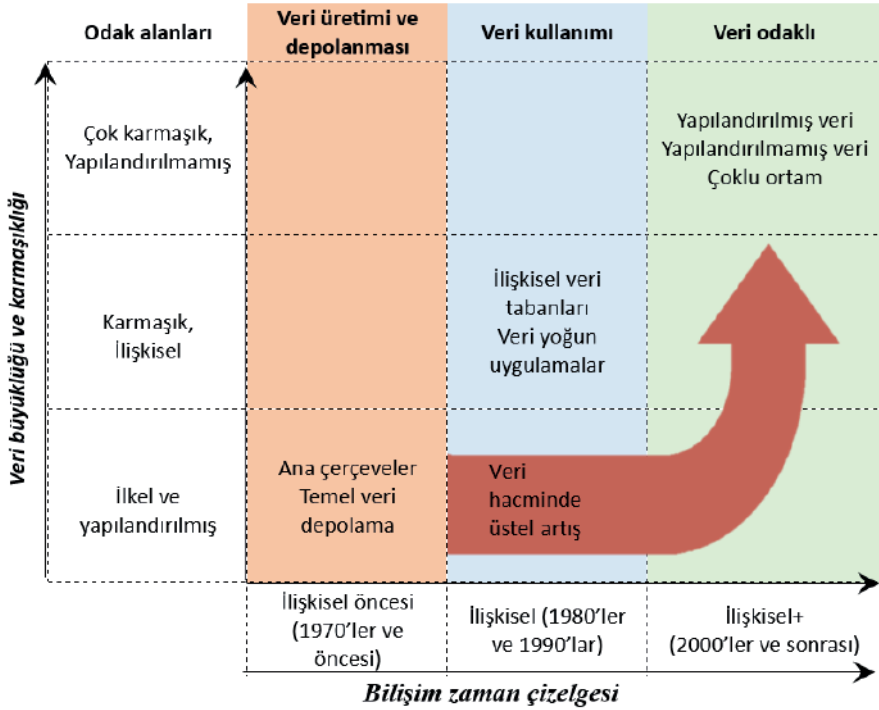 Odak alanları
Veri üretimi ve
depolanması
Veri kullanımı
Veri odaklı
Veri büyüklüğü ve karmaşıklığı
Çok karmaşık,
Yapılandırılmamış
Yapılandırılmış veri
Yapılandırılmamış veri
Çoklu ortam
Karmaşık,
İlişkisel
İlişkisel veri
tabanları
Veri yoğun
uygulamalar
İlkel ve
yapılandırılmış
Ana çerçeveler
Temel veri
depolama
Veri
hacminde
üstel artış
İlişkisel öncesi
(1970’ler ve
öncesi)
İlişkisel (1980’ler
ve 1990’lar)
İlişkisel+
(2000’ler ve sonrası)
Bilişim zaman çizelgesi